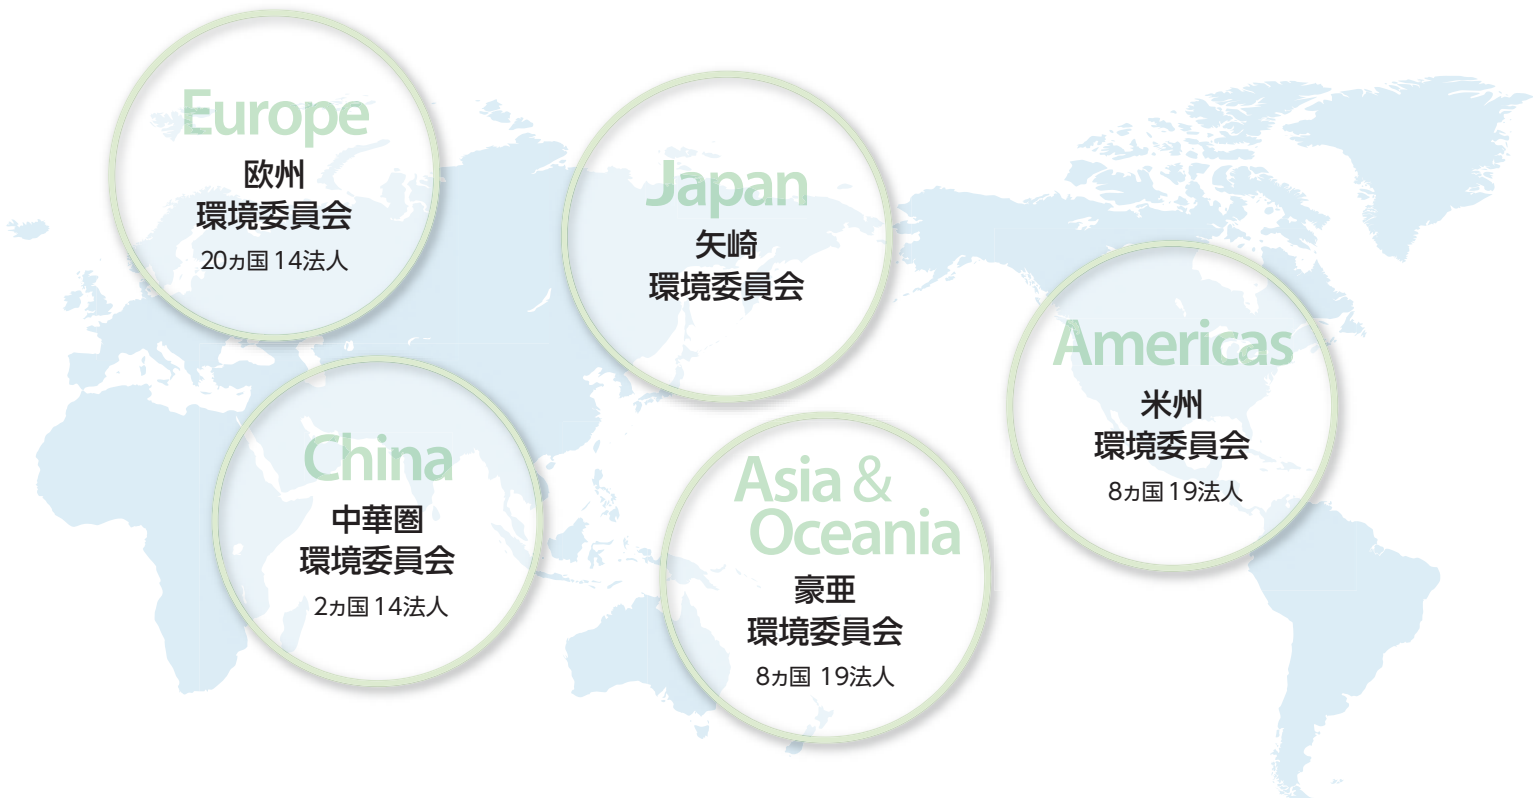 Europe
欧州
環境委員会
20ヵ国 14法人
Japan
矢崎
環境委員会
Americas
米州
環境委員会
8ヵ国 19法人
China
中華圏
環境委員会
2ヵ国 14法人
Asia &
Oceania
豪亜
環境委員会
8ヵ国 19法人